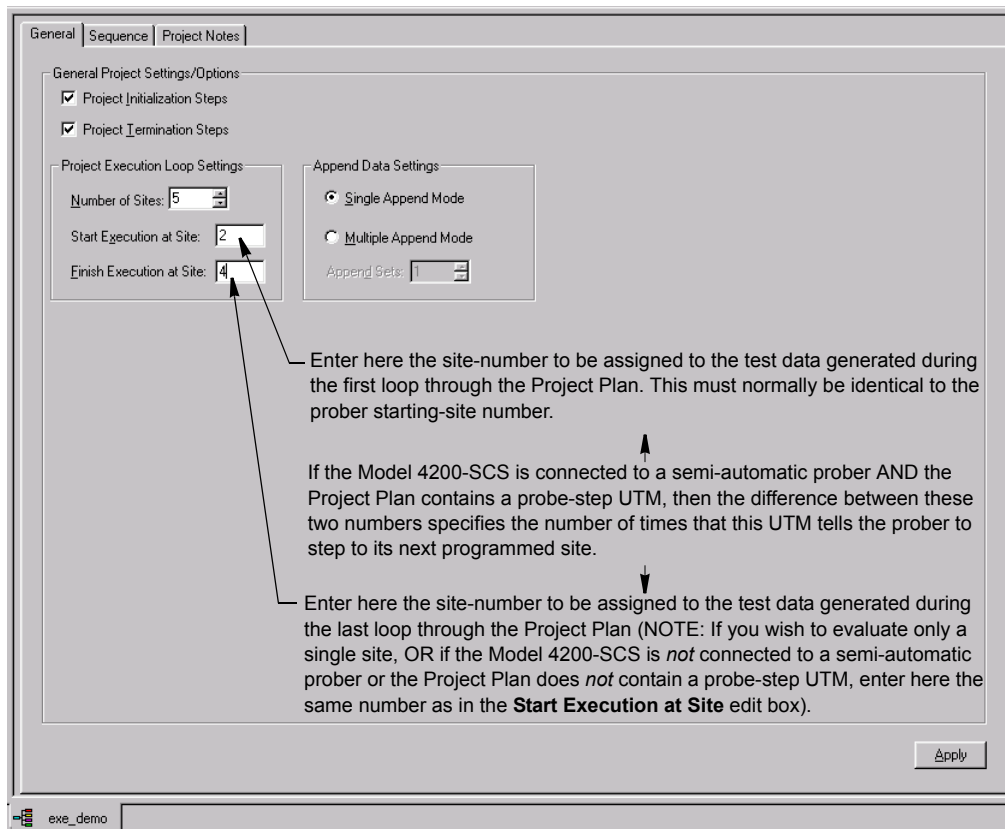 General
Sequence
Project Notes
General Project Settings/Options
Project Initialization Steps
Project Termination Steps
Project Execution Loop Settings
Number of Sites: 5
Start Execution at Site: 2
Finish Execution at Site: 4
Append Data Settings
Single Append Mode
Multiple Append Mode
Append Sets: 1
Enter here the site-number to be assigned to the test data generated during
the first loop through the Project Plan. This must normally be identical to the
prober starting-site number.
If the Model 4200-SCS is connected to a semi-automatic prober AND the
Project Plan contains a probe-step UTM, then the difference between these
two numbers specifies the number of times that this UTM tells the prober to
step to its next programmed site.
Enter here the site-number to be assigned to the test data generated during
the last loop through the Project Plan (NOTE: If you wish to evaluate only a
single site, OR if the Model 4200-SCS is not connected to a semi-automatic
prober or the Project Plan does not contain a probe-step UTM, enter here the
same number as in the Start Execution at Site edit box).
Apply
exe_demo